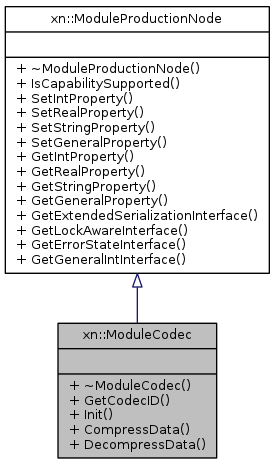 xn::ModuleProductionNode
+ ~ModuleProductionNode()
+ IsCapabilitySupported()
+ SetIntProperty()
+ SetRealProperty()
+ SetStringProperty()
+ SetGeneralProperty()
+ GetIntProperty()
+ GetRealProperty()
+ GetStringProperty()
+ GetGeneralProperty()
+ GetExtendedSerializationInterface()
+ GetLockAwareInterface()
+ GetErrorStateInterface()
+ GetGeneralIntInterface()
xn::ModuleCodec
+ ~ModuleCodec()
+ GetCodecID()
+ Init()
+ CompressData()
+ DecompressData()